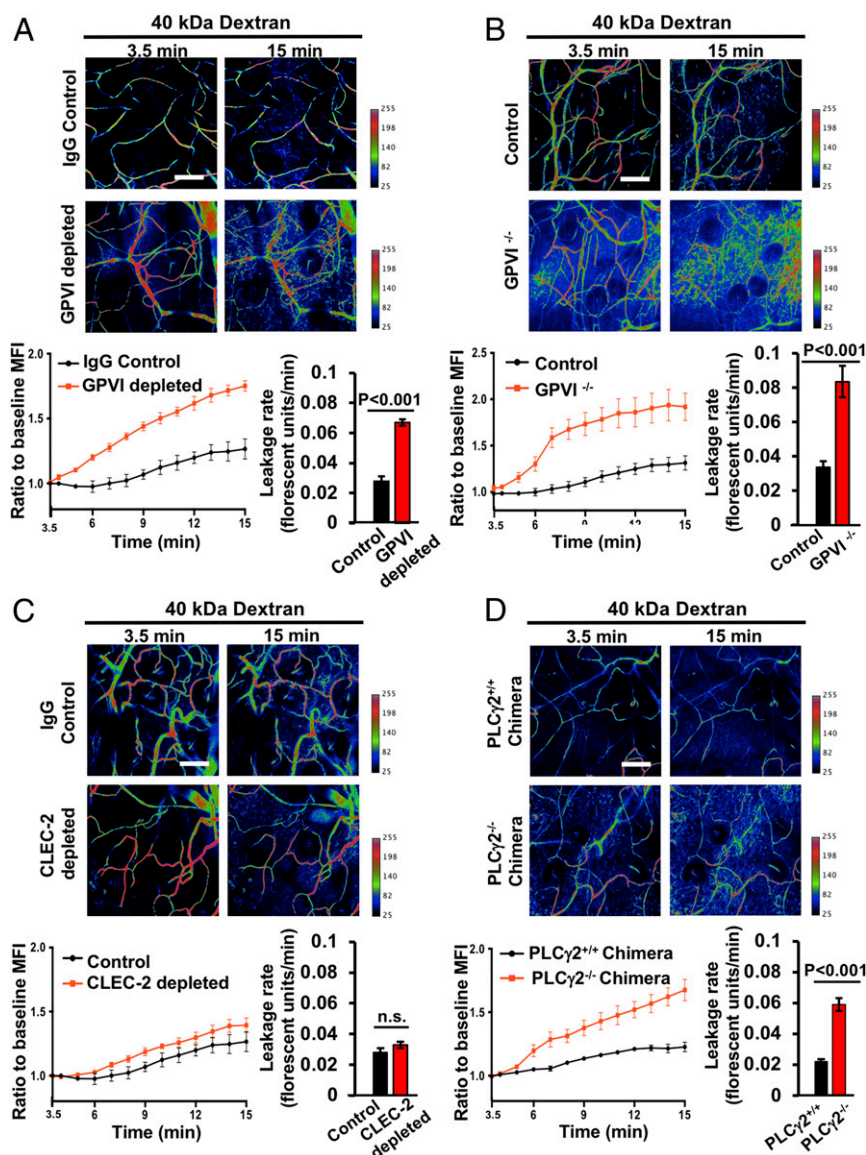 A
40 kDa Dextran
3.5 min 15 min
IgG Control
255
198
140
82
25
GPVI depleted
255
198
140
82
25
Ratio to baseline MFI
2.0
1.5
1.0
IgG Control
GPVI depleted
3.5 6 9 12 15
Time (min)
Leakage rate
(florescent units/min)
0.1
0.08
0.06
0.04
0.02
0
P<0.001
Control
GPVI
depleted
B
40 kDa Dextran
3.5 min 15 min
Control
255
198
140
82
25
GPVI -/-
255
198
140
82
25
Ratio to baseline MFI
2.5
2.0
1.5
1.0
Control
GPVI -/-
3.5 6 9 12 15
Time (min)
Leakage rate
(florescent units/min)
0.1
0.08
0.06
0.04
0.02
0
P<0.001
Control
GPVI -/-
C
40 kDa Dextran
3.5 min 15 min
IgG
Control
255
198
140
82
25
CLEC-2
depleted
255
198
140
82
25
Ratio to baseline MFI
2.0
1.5
1.0
Control
CLEC-2 depleted
3.5 6 9 12 15
Time (min)
Leakage rate
(florescent units/min)
0.1
0.08
0.06
0.04
0.02
0
n.s.
Control
CLEC-2
depleted
D
40 kDa Dextran
3.5 min 15 min
PLCγ2+/+
Chimera
255
198
140
82
25
PLCγ2-/-
Chimera
255
198
140
82
25
Ratio to baseline MFI
2.0
1.5
1.0
PLCγ2+/+ Chimera
PLCγ2-/- Chimera
3.5 6 9 12 15
Time (min)
Leakage rate
(florescent units/min)
0.1
0.08
0.06
0.04
0.02
0
P<0.001
PLCγ2+/+
PLCγ2-/-